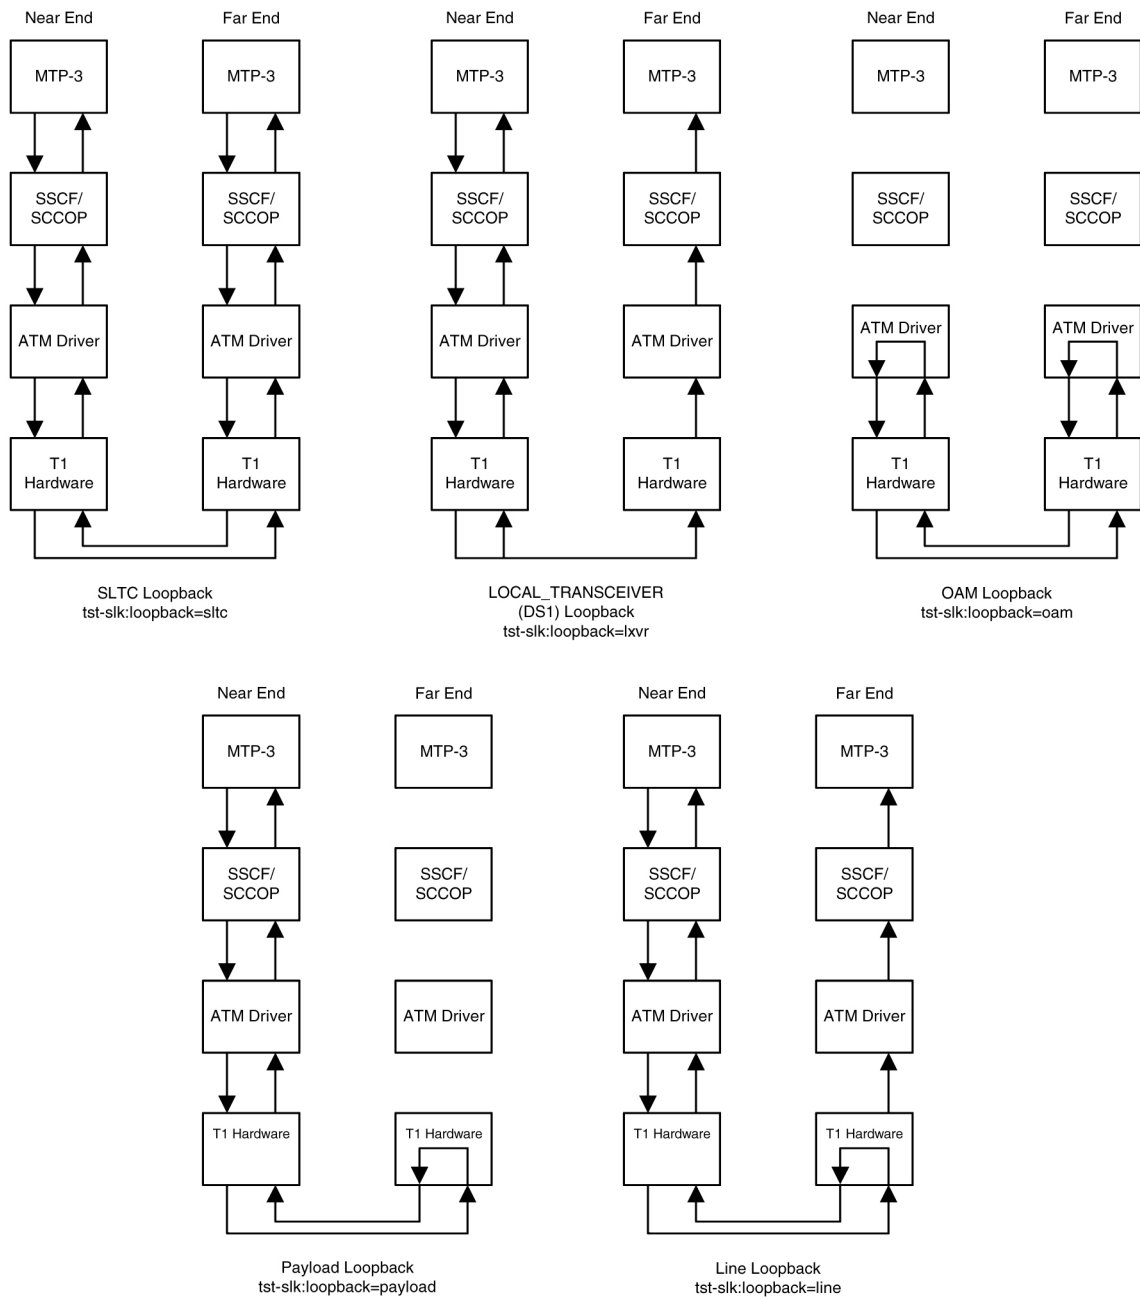 Near End
Far End
MTP-3
MTP-3
SSCF/
SCCOP
SSCF/
SCCOP
ATM Driver
ATM Driver
T1
Hardware
T1
Hardware
SLTC Loopback
tst-slk:loopback=sltc
Near End
Far End
MTP-3
MTP-3
SSCF/
SCCOP
SSCF/
SCCOP
ATM Driver
ATM Driver
T1
Hardware
T1
Hardware
LOCAL_TRANSCEIVER
(DS1) Loopback
tst-slk:loopback=lxvr
Near End
Far End
MTP-3
MTP-3
SSCF/
SCCOP
SSCF/
SCCOP
ATM Driver
ATM Driver
T1
Hardware
T1
Hardware
OAM Loopback
tst-slk:loopback=oam
Near End
Far End
MTP-3
MTP-3
SSCF/
SCCOP
SSCF/
SCCOP
ATM Driver
ATM Driver
T1 Hardware
T1 Hardware
Payload Loopback
tst-slk:loopback=payload
Near End
Far End
MTP-3
MTP-3
SSCF/
SCCOP
SSCF/
SCCOP
ATM Driver
ATM Driver
T1 Hardware
T1 Hardware
Line Loopback
tst-slk:loopback=line